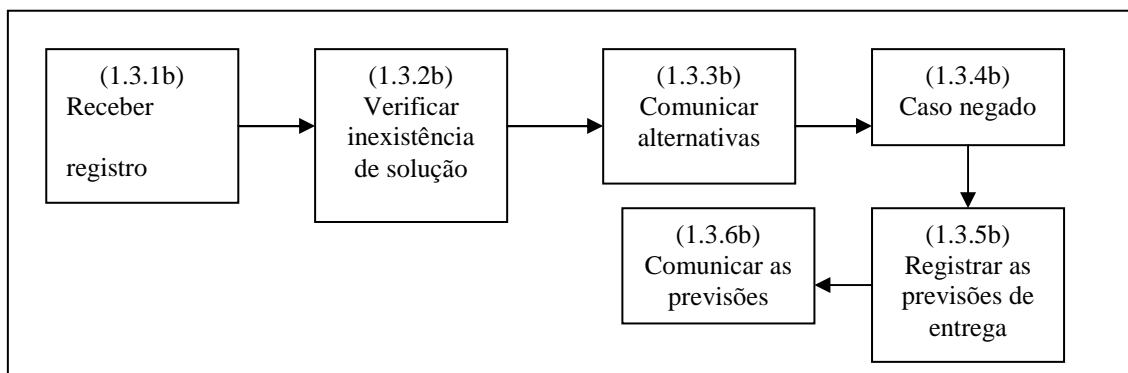 (1.3.1b)
Receber
registro
(1.3.2b)
Verificar
inexistência
de solução
(1.3.3b)
Comunicar
alternativas
(1.3.4b)
Caso negado
(1.3.5b)
Registrar as
previsões de
entrega
(1.3.6b)
Comunicar as
previsões